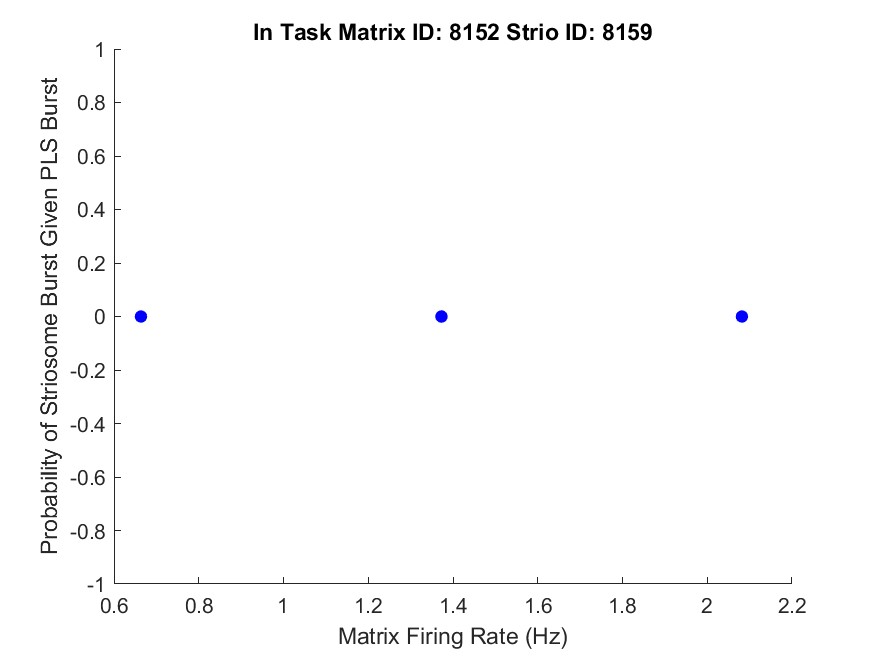 In Task Matrix ID: 8152 Strio ID: 8159
Probability of Striosome Burst Given PLS Burst
1
0.8
0.6
0.4
0.2
0
-0.2
-0.4
-0.6
-0.8
-1
0.6 0.8 1 1.2 1.4 1.6 1.8 2 2.2
Matrix Firing Rate (Hz)